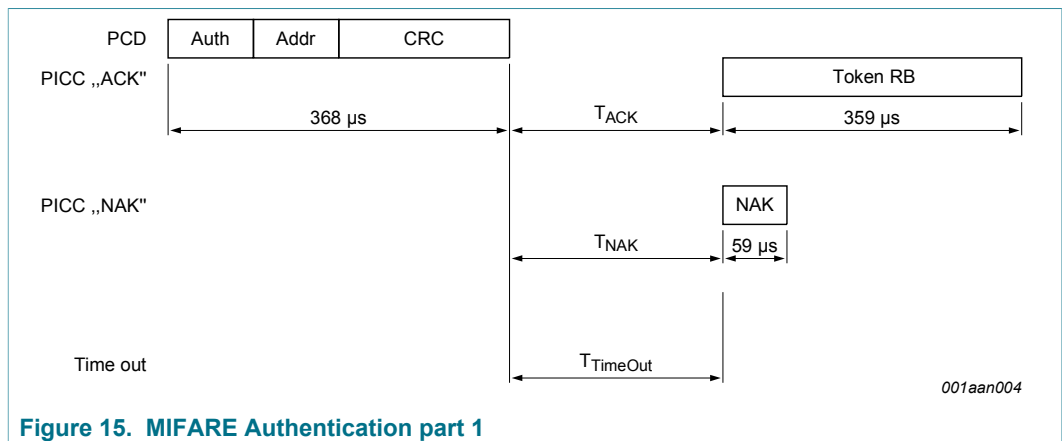 PCD Auth Addr CRC
PICC ,,ACK" Token RB
368 µs TACK 359 µs
PICC ,,NAK" NAK
TNAK 59 µs
Time out TTimeOut
001aan004
Figure 15. MIFARE Authentication part 1